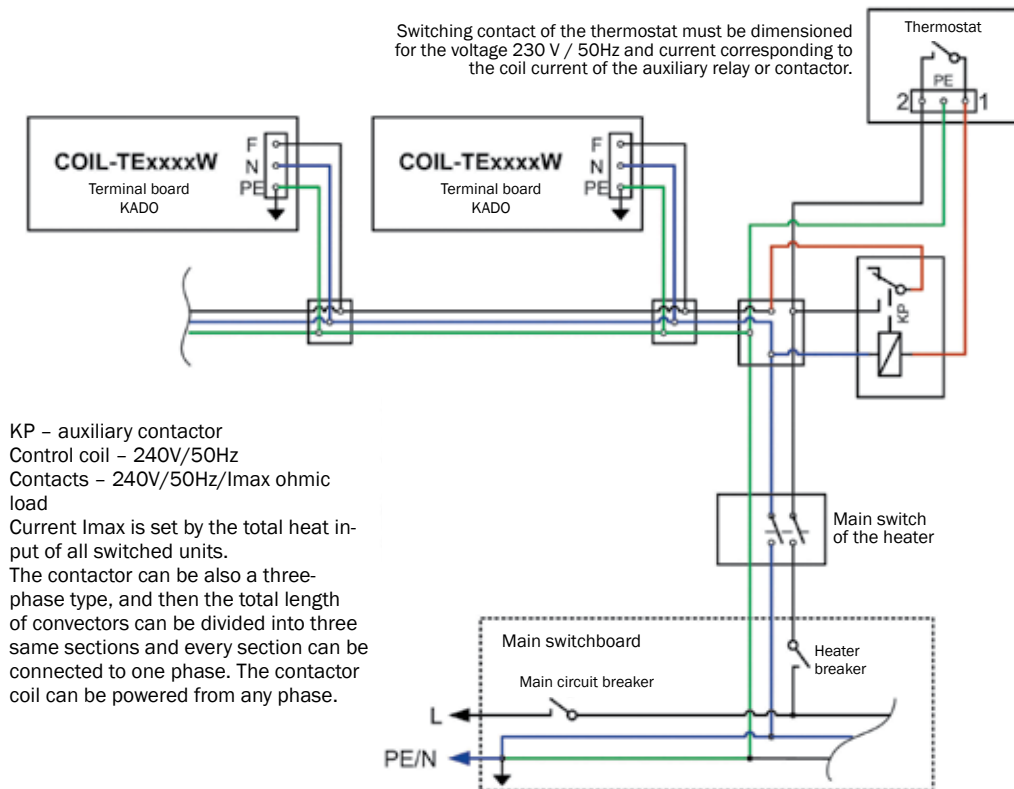 Switching contact of the thermostat must be dimensioned
for the voltage 230 V / 50Hz and current corresponding to
the coil current of the auxiliary relay or contactor.
Thermostat
PE
2
1
COIL-TExxxxW
Terminal board
KADO
F
N
PE
COIL-TExxxxW
Terminal board
KADO
F
N
PE
KP
KP – auxiliary contactor
Control coil – 240V/50Hz
Contacts – 240V/50Hz/Imax ohmic
load
Current Imax is set by the total heat in-
put of all switched units.
The contactor can be also a three-
phase type, and then the total length
of convectors can be divided into three
same sections and every section can be
connected to one phase. The contactor
coil can be powered from any phase.
Main switch
of the heater
Main switchboard
Heater
breaker
Main circuit breaker
L
PE/N